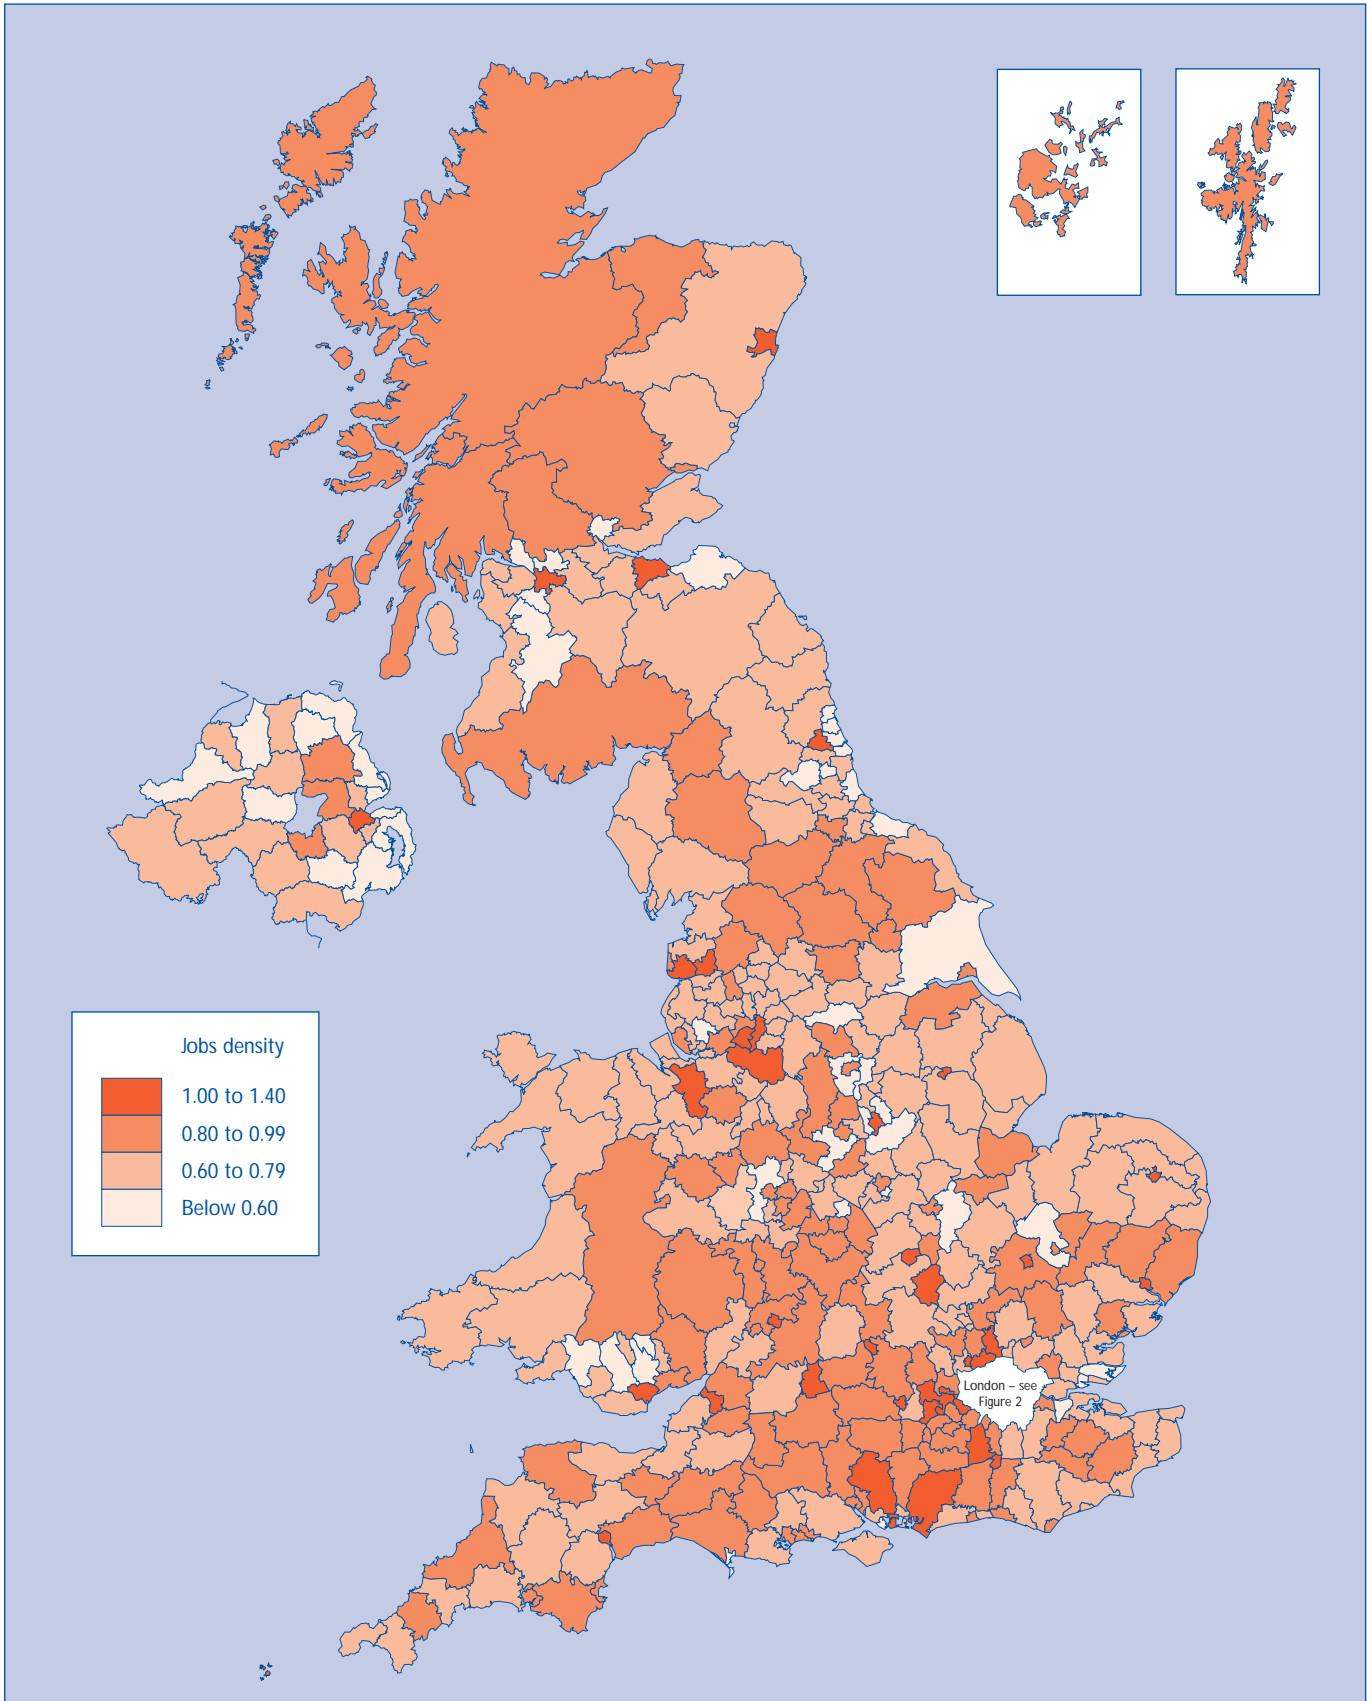 Jobs density
1.00 to 1.40
0.80 to 0.99
0.60 to 0.79
Below 0.60
London – see
Figure 2